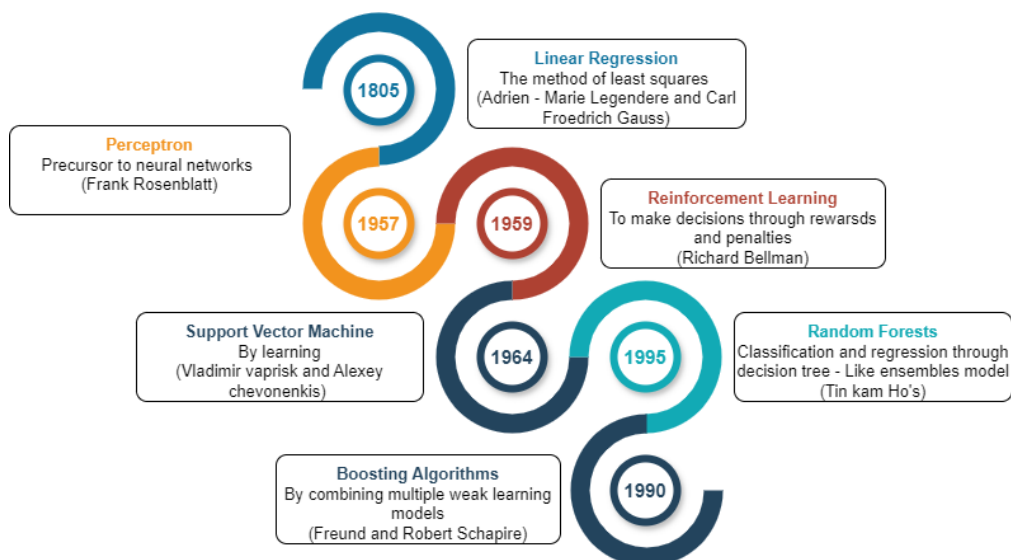 1805
Linear Regression
The method of least squares
(Adrien - Marie Legendere and Carl
Froedrich Gauss)
Perceptron
Precursor to neural networks
(Frank Rosenblatt)
1957
1959
Reinforcement Learning
To make decisions through rewarsds
and penalties
(Richard Bellman)
Support Vector Machine
By learning
(Vladimir vaprisk and Alexey
chevonenkis)
1964
1995
Random Forests
Classification and regression through
decision tree - Like ensembles model
(Tin kam Ho's)
Boosting Algorithms
By combining multiple weak learning
models
(Freund and Robert Schapire)
1990